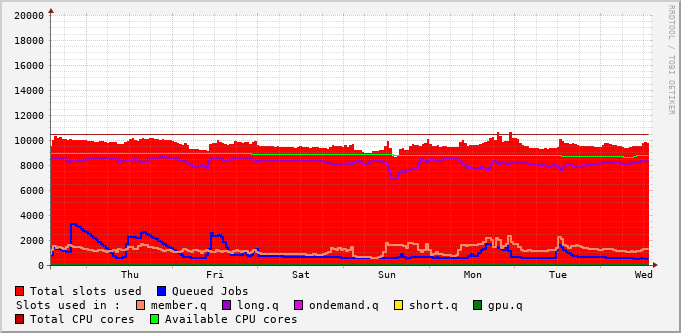 20000
18000
16000
14000
12000
10000
8000
6000
4000
2000
0
Thu Fri Sat Sun Mon Tue Wed
RRDTOOL / TOBI OETIKER
Total slots used Queued Jobs
Slots used in : member.q long.q ondemand.q short.q gpu.q
Total CPU cores Available CPU cores